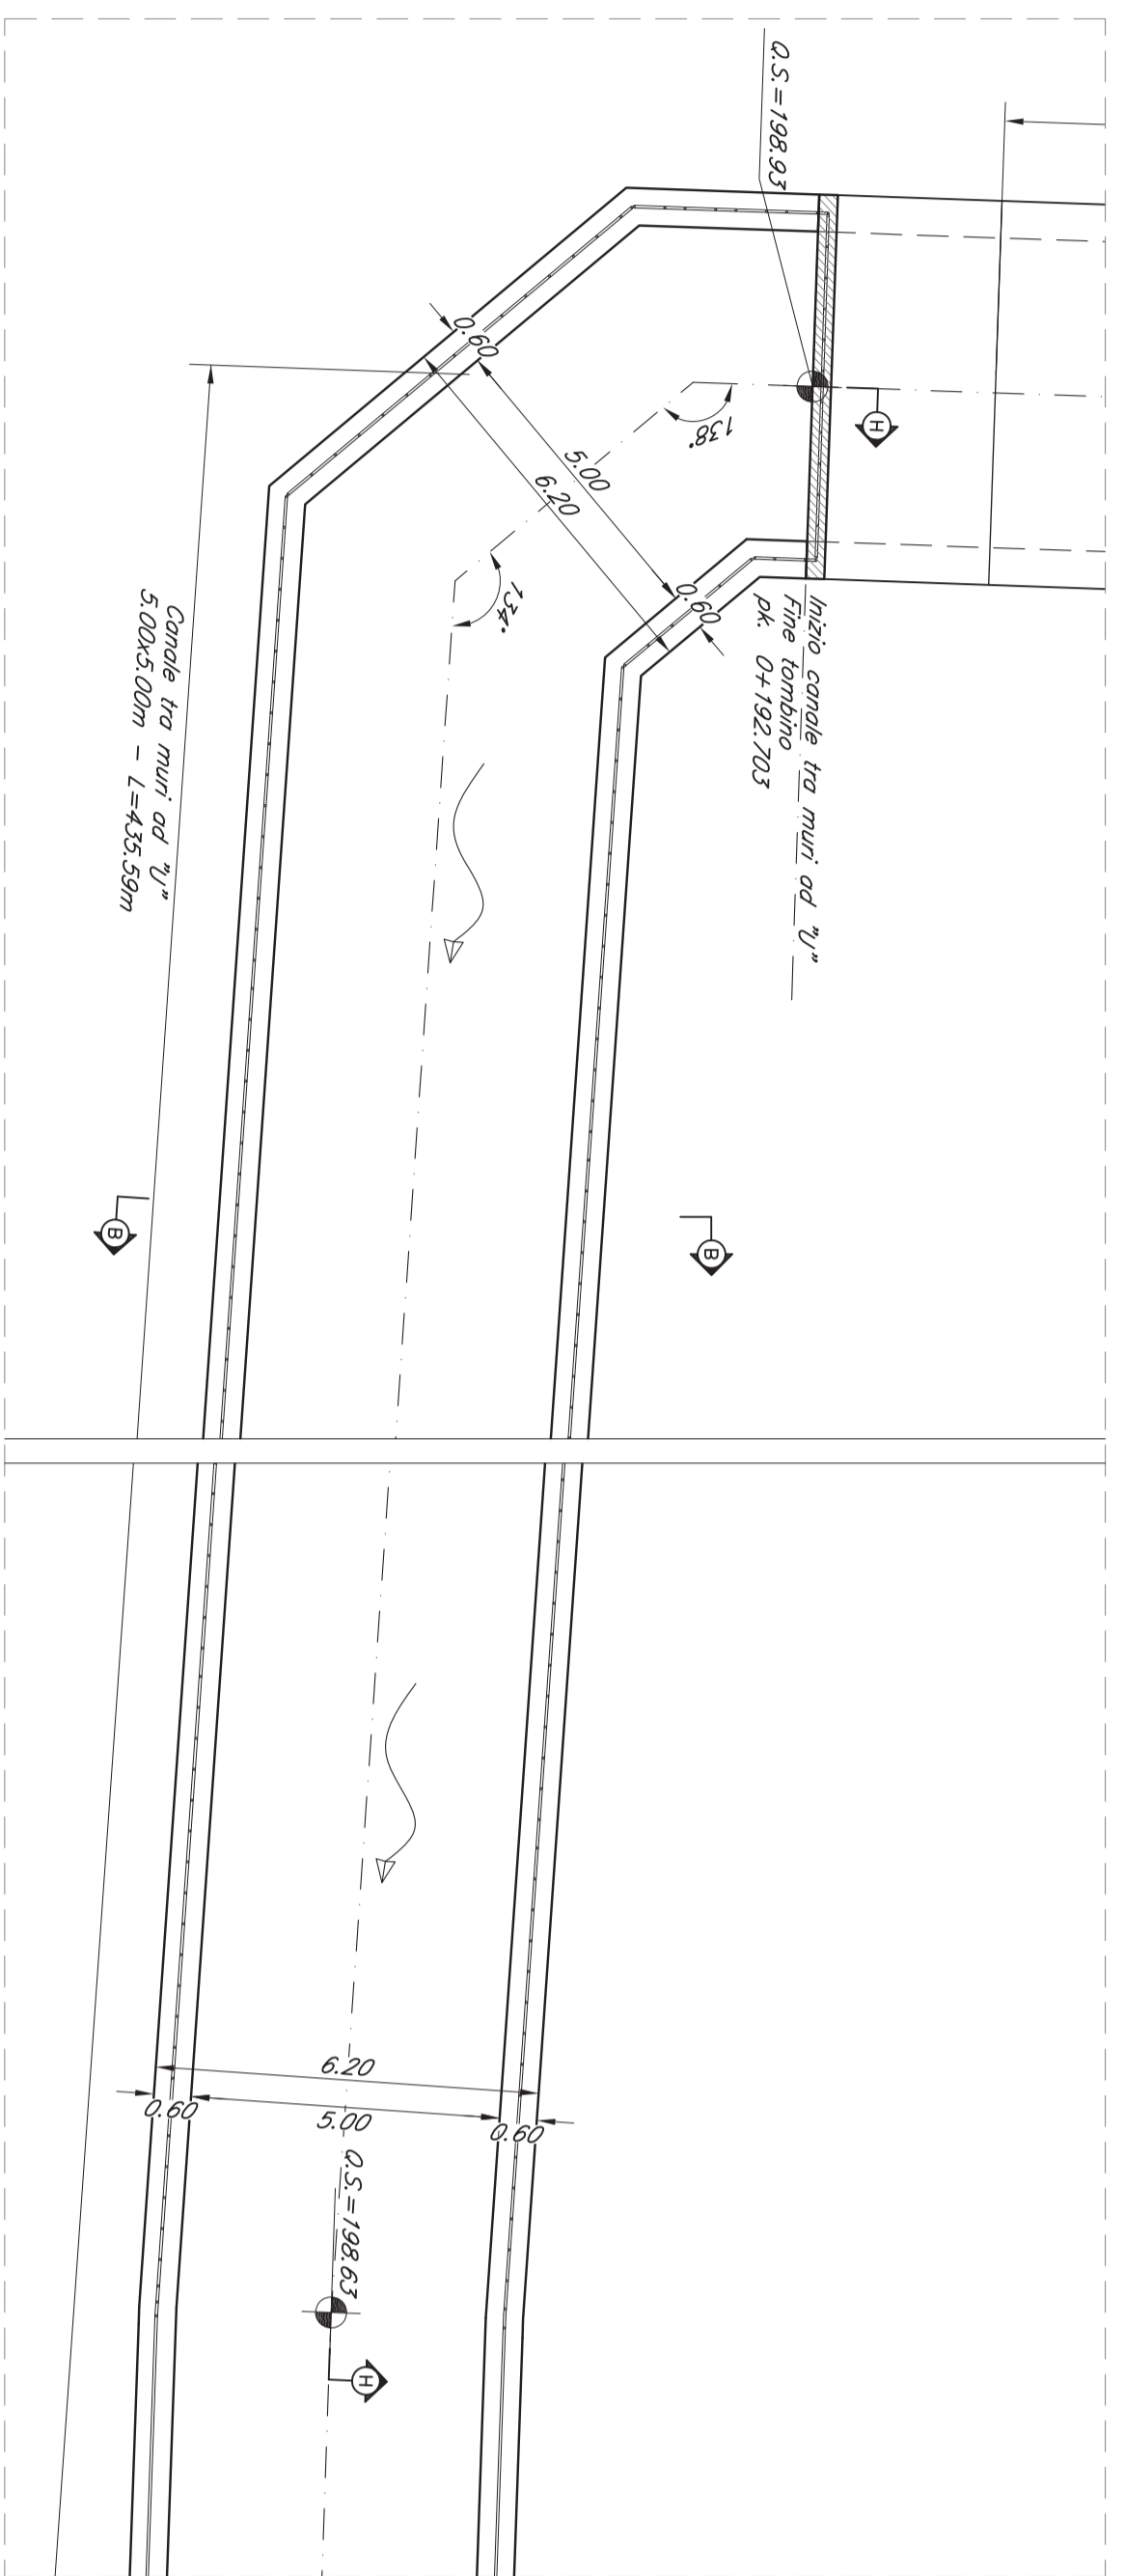 Q.S.=198.93
H
0.60
138°
5.00
6.20
134°
0.60
Inizio canale tra muri ad "U"
Fine tombino
pk. 0+192.703
Canale tra muri ad "U"
5.00x5.00m - L=435.59m
B
B
6.20
0.60
5.00
0.60
Q.S.=198.63
H